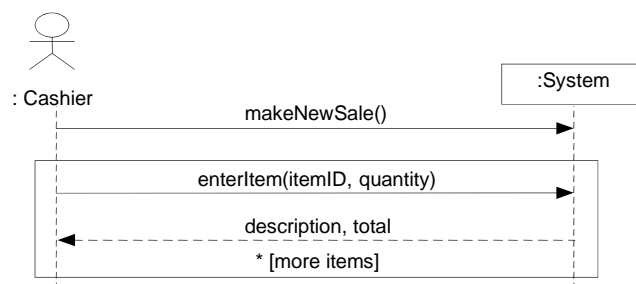 :System
: Cashier
makeNewSale()
enterItem(itemID, quantity)
description, total
* [more items]